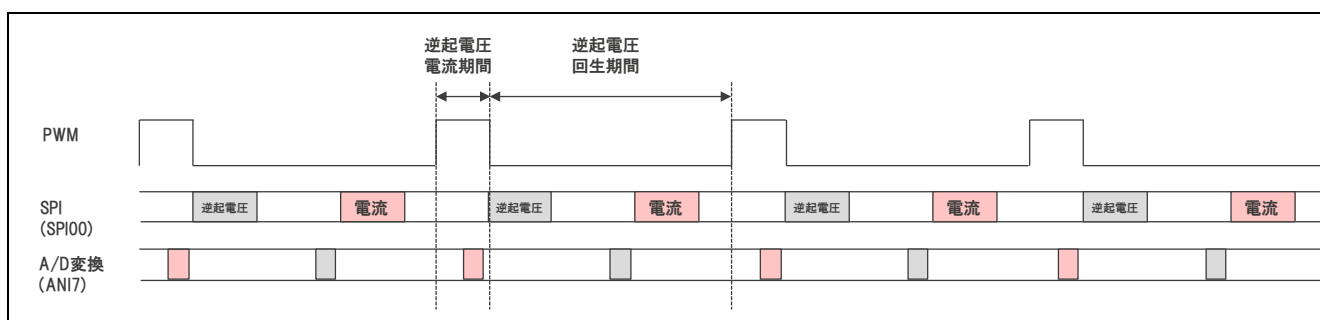 逆起電圧
電流期間
逆起電圧
回生期間
PWM
SPI
(SPI00)
逆起電圧
電流
逆起電圧
電流
逆起電圧
電流
逆起電圧
電流
A/D変換
(ANI7)